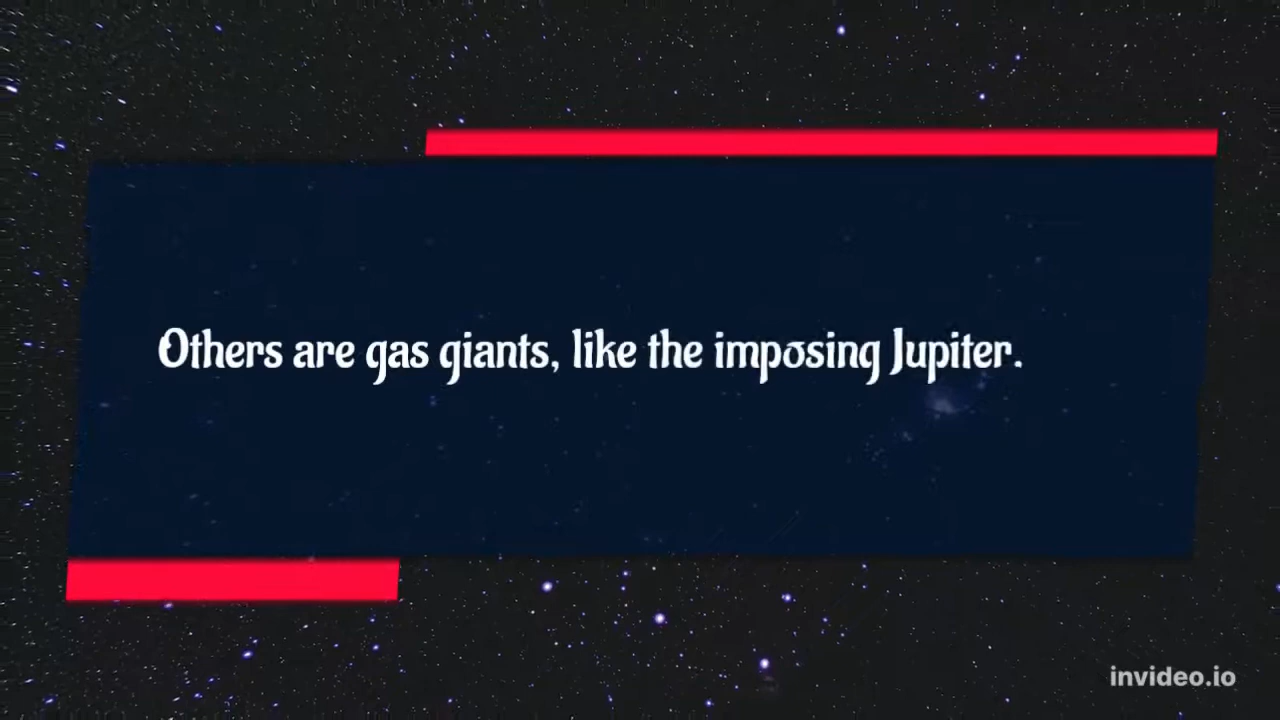 Others are gas giants, like the imposing Jupiter.
invideo.io